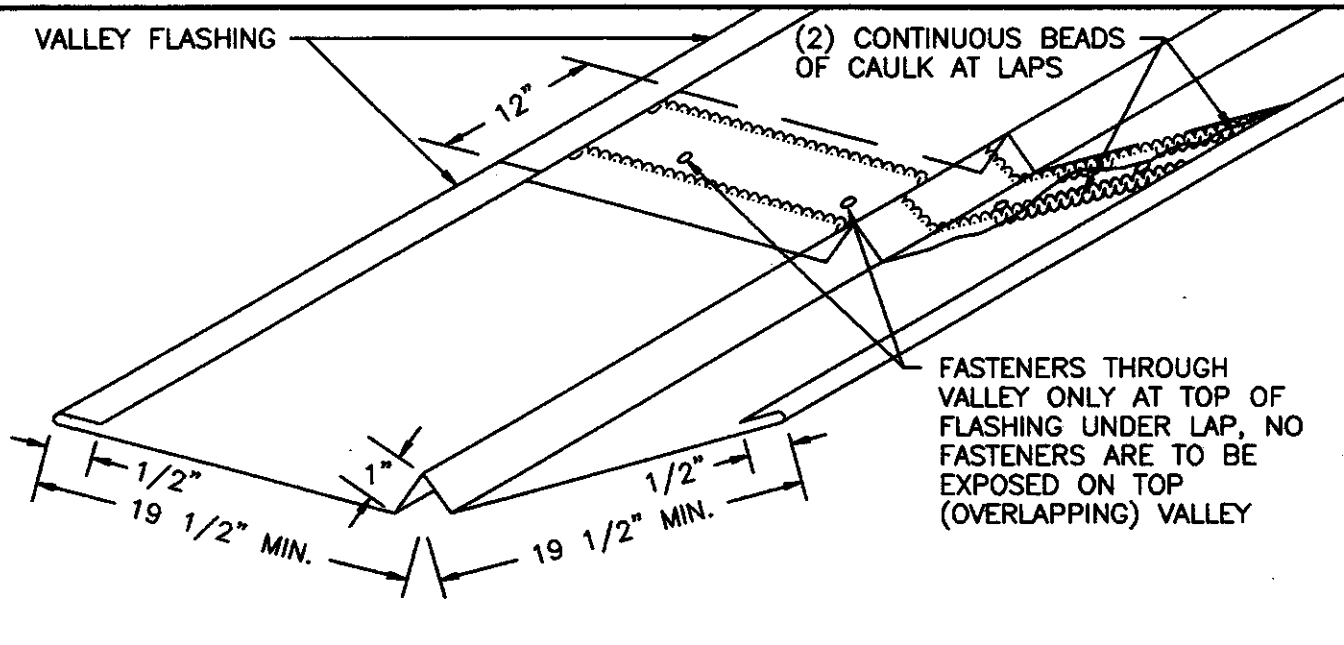 VALLEY FLASHING
(2) CONTINUOUS BEADS
OF CAULK AT LAPS
12"
FASTENERS THROUGH
VALLEY ONLY AT TOP OF
FLASHING UNDER LAP, NO
FASTENERS ARE TO BE
EXPOSED ON TOP
(OVERLAPPING) VALLEY
1/2"
19 1/2" MIN.
1"
1/2"
19 1/2" MIN.